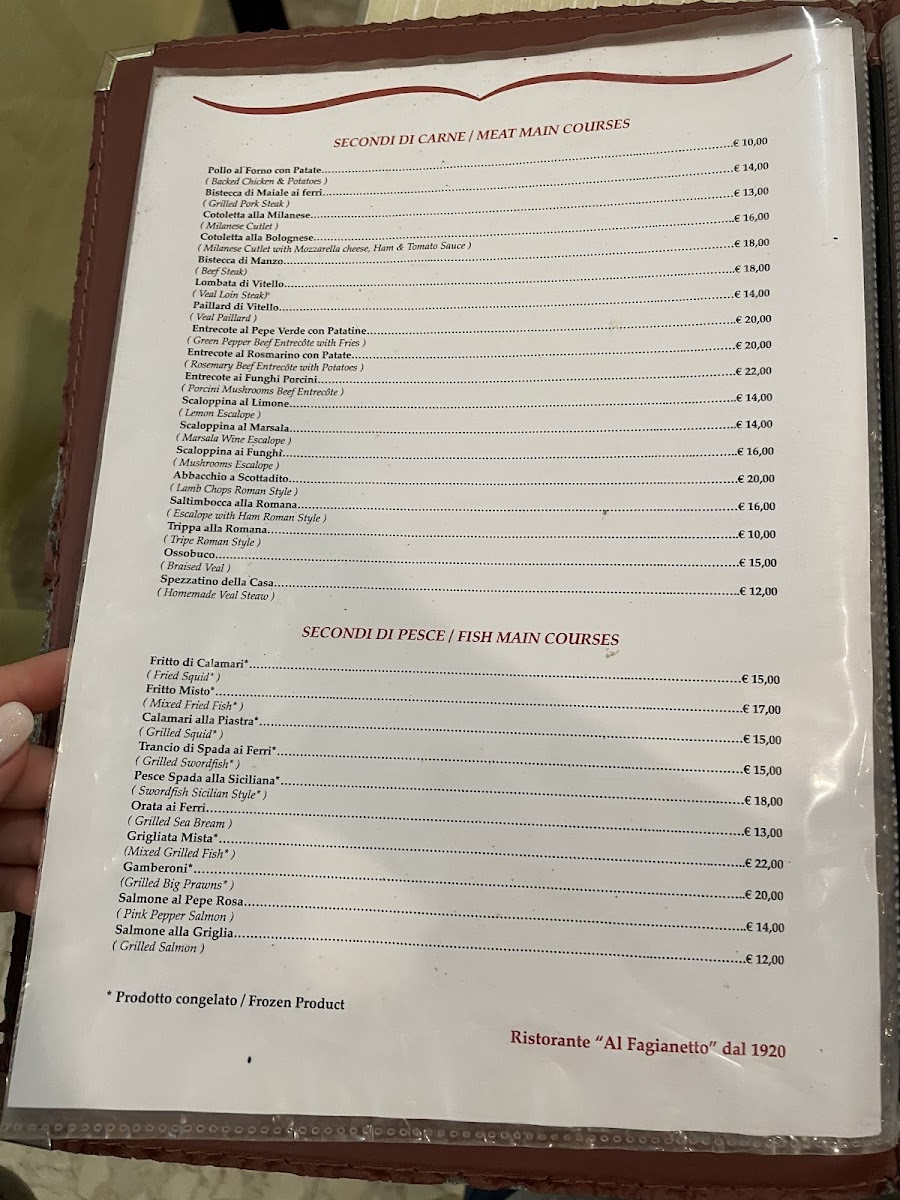 SECONDI DI CARNE / MEAT MAIN COURSES
Pollo al Forno con Patate...€ 10,00
( Backed Chicken & Potatoes )
Bistecca di Maiale ai ferri...€ 14,00
( Grilled Pork Steak )
Cotoletta alla Milanese...€ 13,00
( Milanese Cutlet )
Cotoletta alla Bolognese...€ 16,00
( Milanese Cutlet with Mozzarella cheese, Ham & Tomato Sauce )
Bistecca di Manzo...€ 18,00
( Beef Steak)
Lombata di Vitello...€ 18,00
( Veal Loin Steak)*
Paillard di Vitello...€ 14,00
( Veal Paillard )
Entrecote al Pepe Verde con Patatine...€ 20,00
( Green Pepper Beef Entrecôte with Fries )
Entrecote al Rosmarino con Patate...€ 20,00
( Rosemary Beef Entrecôte with Potatoes )
Entrecote ai Funghi Porcini...€ 22,00
( Porcini Mushrooms Beef Entrecôte )
Scaloppina al Limone...€ 14,00
( Lemon Escalope )
Scaloppina al Marsala...€ 14,00
( Marsala Wine Escalope )
Scaloppina ai Funghi...€ 16,00
( Mushrooms Escalope )
Abbacchio a Scottadito...€ 20,00
( Lamb Chops Roman Style )
Saltimbocca alla Romana...€ 16,00
( Escalope with Ham Roman Style )
Trippa alla Romana...€ 10,00
( Tripe Roman Style )
Ossobuco...€ 15,00
( Braised Veal )
Spezzatino della Casa...€ 12,00
( Homemade Veal Steaw )
SECONDI DI PESCE / FISH MAIN COURSES
Fritto di Calamari*...€ 15,00
( Fried Squid* )
Fritto Misto*...€ 17,00
( Mixed Fried Fish* )
Calamari alla Piastra*...€ 15,00
( Grilled Squid* )
Trancio di Spada ai Ferri*...€ 15,00
( Grilled Swordfish* )
Pesce Spada alla Siciliana*...€ 18,00
( Swordfish Sicilian Style* )
Orata ai Ferri...€ 13,00
( Grilled Sea Bream )
Grigliata Mista*...€ 22,00
(Mixed Grilled Fish* )
Gamberoni*...€ 20,00
(Grilled Big Prawns* )
Salmone al Pepe Rosa...€ 14,00
( Pink Pepper Salmon )
Salmone alla Griglia...€ 12,00
( Grilled Salmon )
* Prodotto congelato / Frozen Product
Ristorante “Al Fagianetto” dal 1920